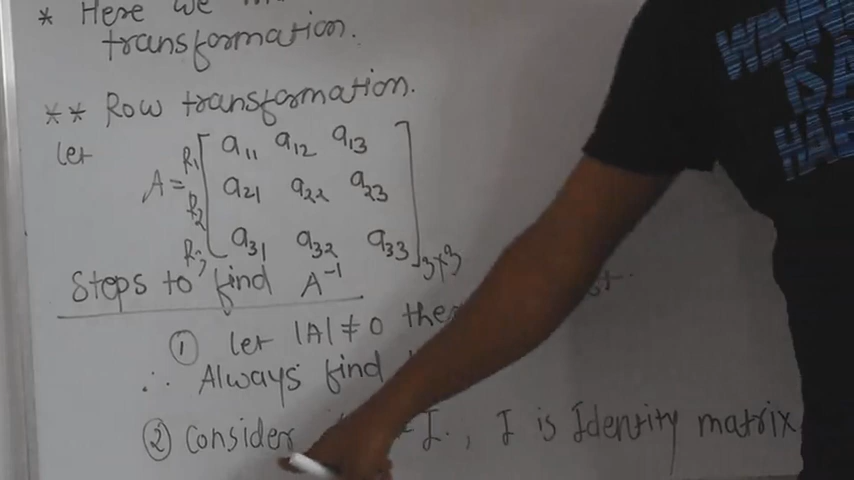 * Here we
transformation.
** Row transformation.
let
A = R1 [ a11 a12 a13
R2 a21 a22 a23
R3 a31 a32 a33 ]3×3
Steps to find A⁻¹
① let |A| ≠ 0 the
∴ Always find
② Consider = I., I is Identity matrix
IS